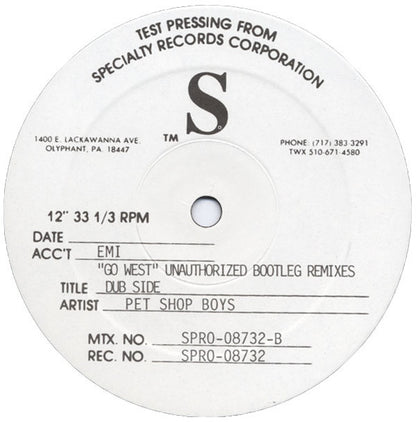 TEST PRESSING FROM
SPECIALTY RECORDS CORPORATION
S
TM
1400 E. LACKAWANNA AVE. PHONE: (717) 383-3291
OLYPHANT, PA 18447 TWX 510-671-4580
12" 33 1/3 RPM
DATE
ACC'T EMI
"GO WEST" UNAUTHORIZED BOOTLEG REMIXES
TITLE DUB SIDE
ARTIST PET SHOP BOYS
MTX. NO. SPRO-08732-B
REC. NO. SPRO-08732